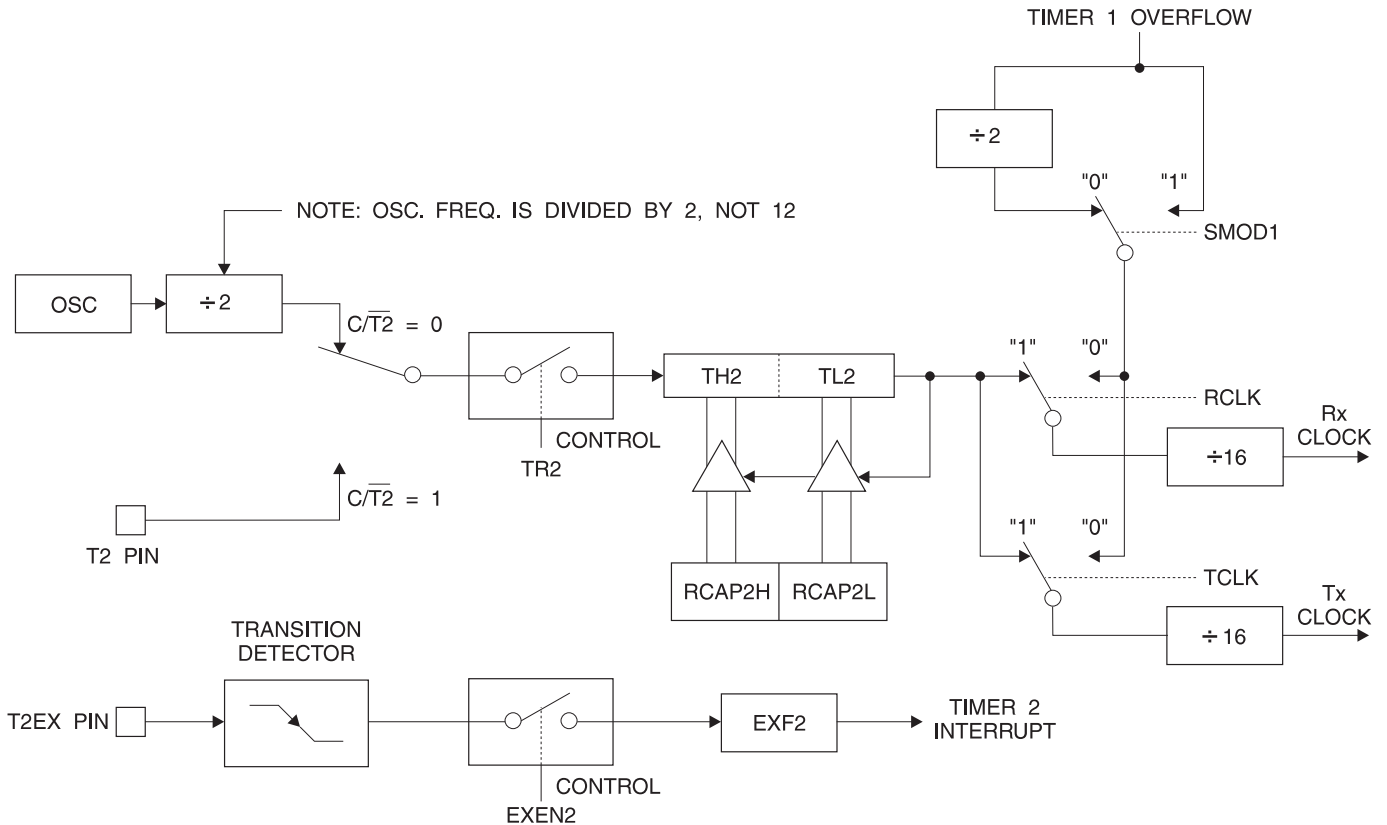 TIMER 1 OVERFLOW
÷2
"0" "1"
NOTE: OSC. FREQ. IS DIVIDED BY 2, NOT 12
SMOD1
OSC
÷2
C/T̅2̅ = 0
"1" "0"
TH2 TL2
RCLK
Rx
CLOCK
CONTROL
TR2
÷16
C/T̅2̅ = 1
T2 PIN
"1" "0"
RCAP2H RCAP2L
TCLK
Tx
CLOCK
÷16
TRANSITION
DETECTOR
T2EX PIN
EXF2
TIMER 2
INTERRUPT
CONTROL
EXEN2